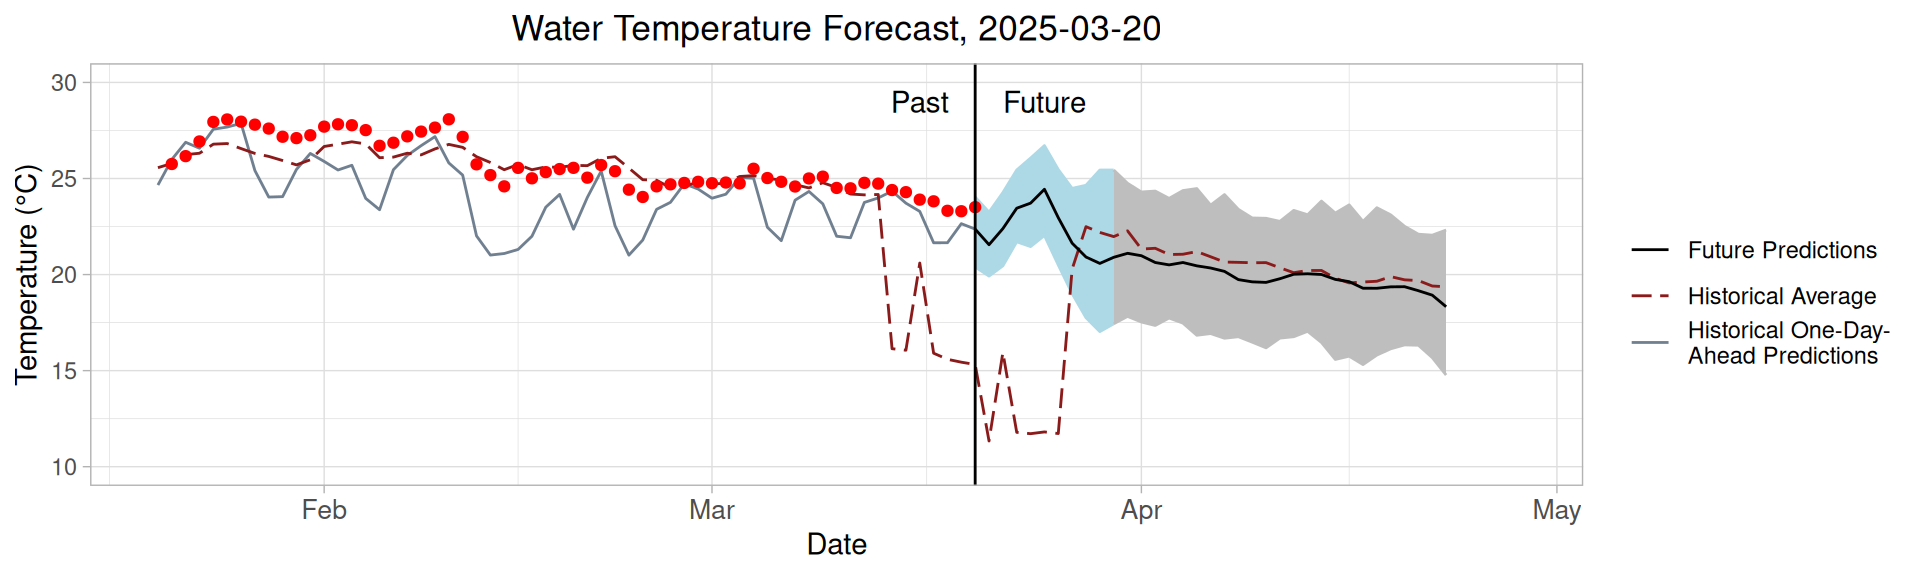 Water Temperature Forecast, 2025-03-20
30
25
20
15
10
Temperature (°C)
Past
Future
Feb
Mar
Apr
May
Date
Future Predictions
Historical Average
Historical One-Day-
Ahead Predictions